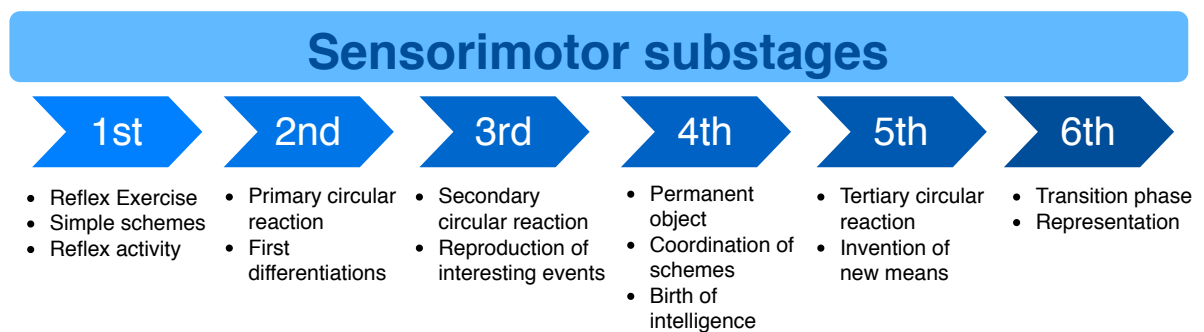 Sensorimotor substages
1st
2nd
3rd
4th
5th
6th
• Reflex Exercise
• Simple schemes
• Reflex activity
• Primary circular
reaction
• First
differentiations
• Secondary
circular reaction
• Reproduction of
interesting events
• Permanent
object
• Coordination of
schemes
• Birth of
intelligence
• Tertiary circular
reaction
• Invention of
new means
• Transition phase
• Representation